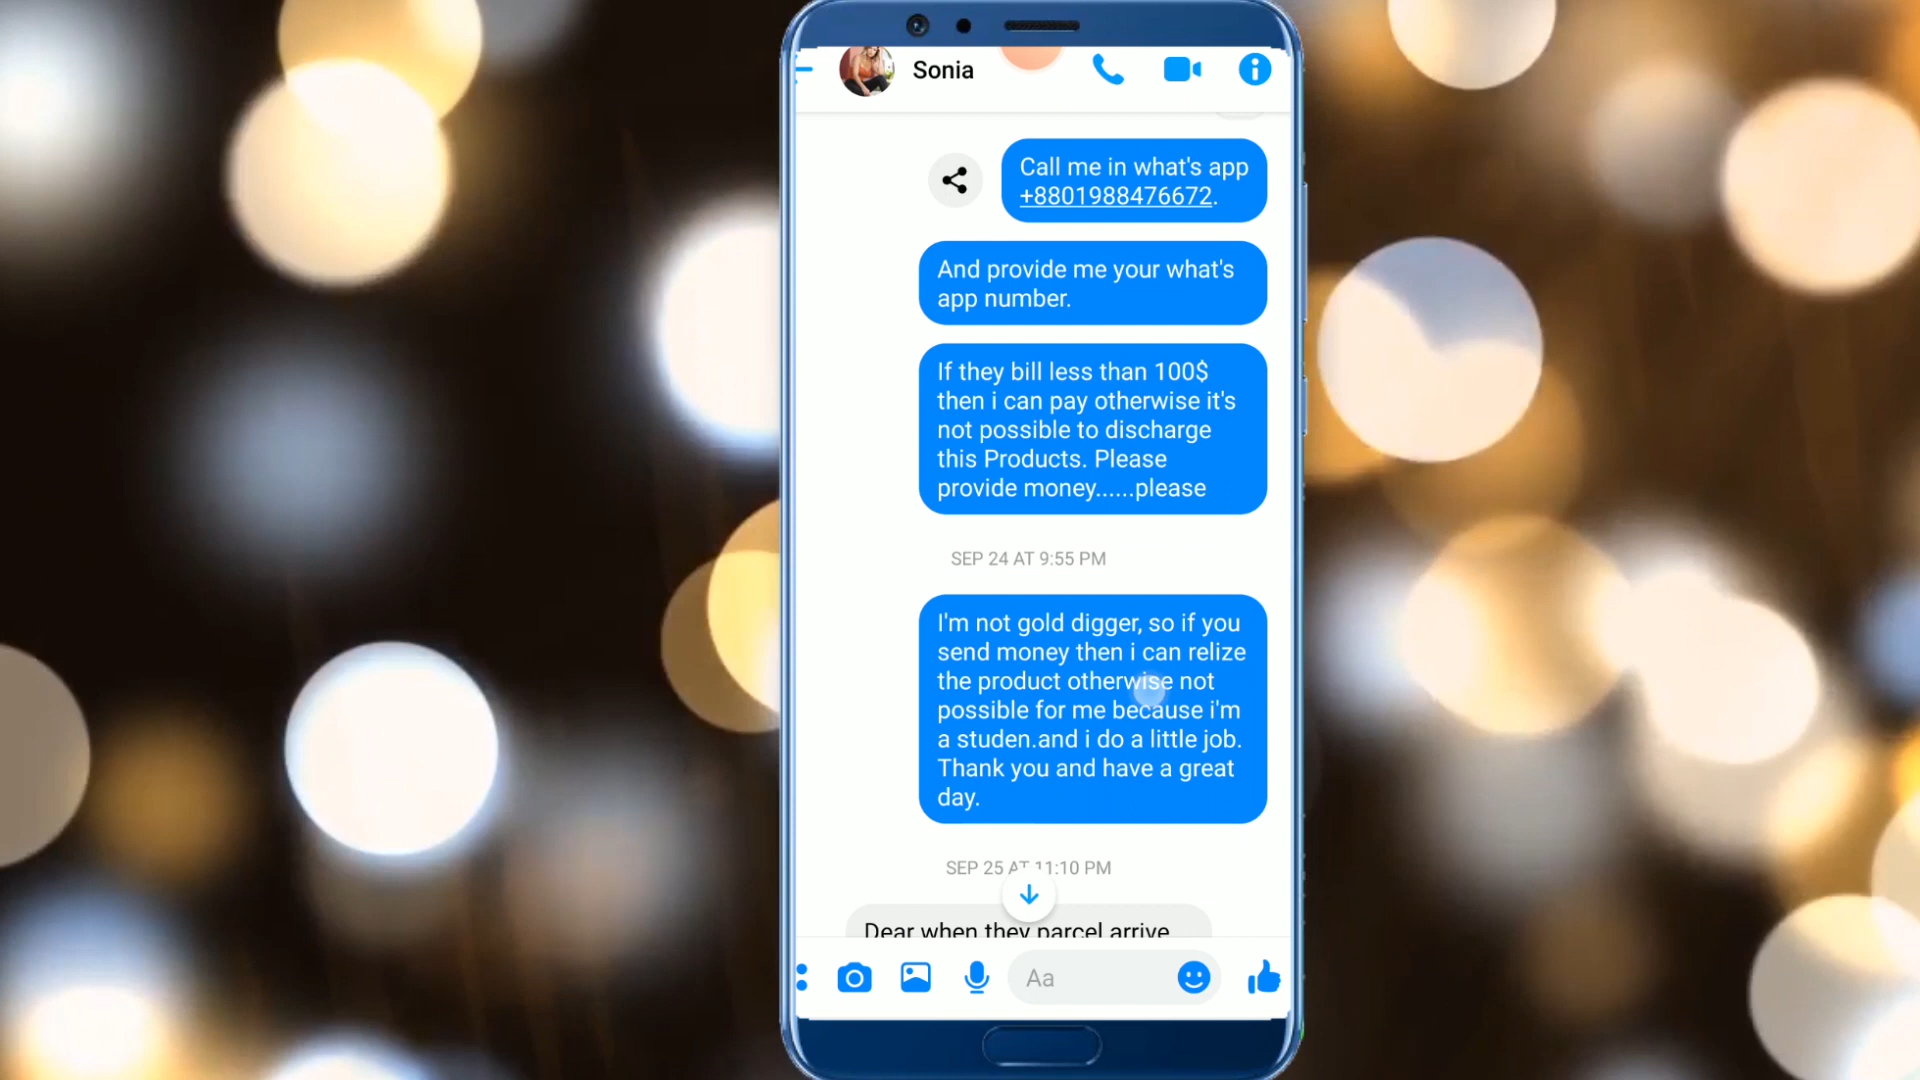 Sonia
Call me in what's app
+8801988476672.
And provide me your what's
app number.
If they bill less than 100$
then i can pay otherwise it's
not possible to discharge
this Products. Please
provide money......please
SEP 24 AT 9:55 PM
I'm not gold digger, so if you
send money then i can relize
the product otherwise not
possible for me because i'm
a studen.and i do a little job.
Thank you and have a great
day.
SEP 25 AT 11:10 PM
Dear when they parcel arrive
Aa